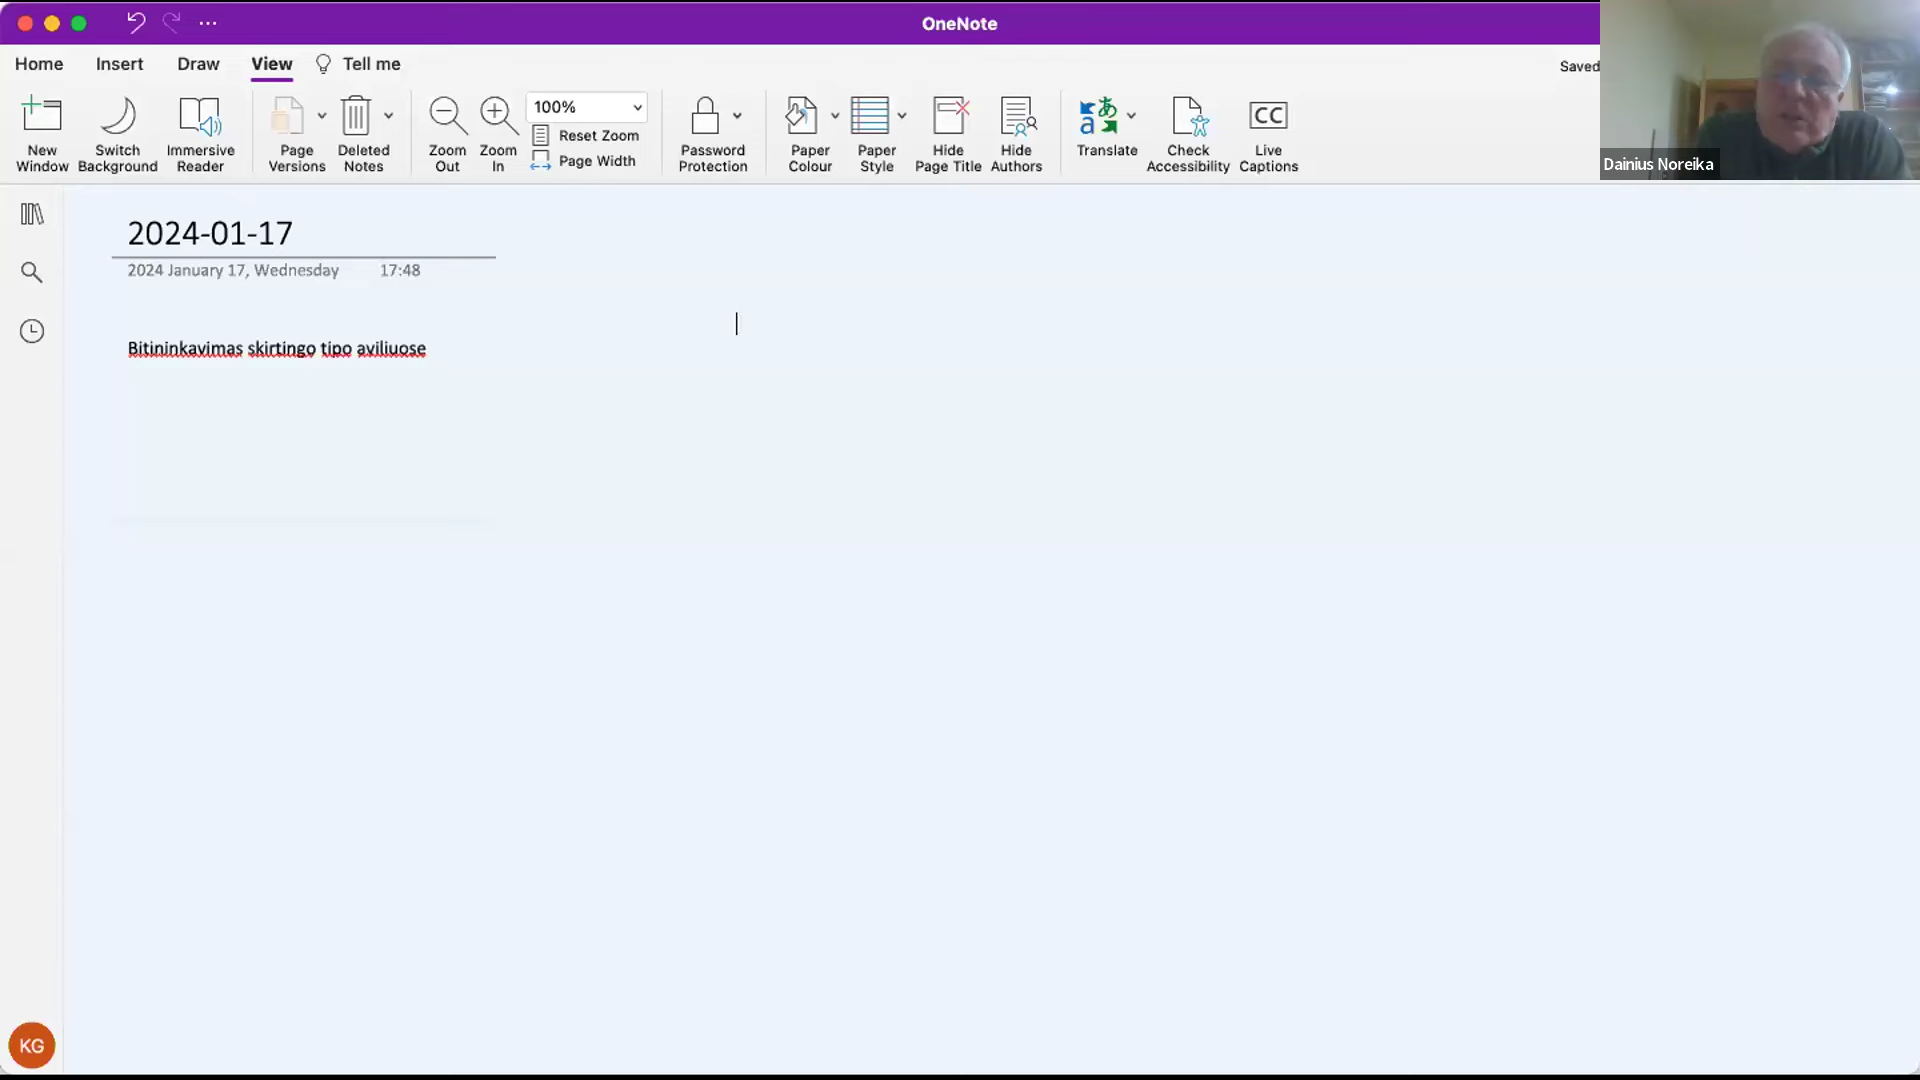 OneNote
Home Insert Draw View Tell me
Saved
New Window
Switch Background
Immersive Reader
Page Versions
Deleted Notes
Zoom Out
Zoom In
100%
Reset Zoom
Page Width
Password Protection
Paper Colour
Paper Style
Hide Page Title
Hide Authors
Translate
Check Accessibility
CC
Live Captions
Dainius Noreika
2024-01-17
2024 January 17, Wednesday 17:48
Bitininkavimas skirtingo tipo aviliuose
KG